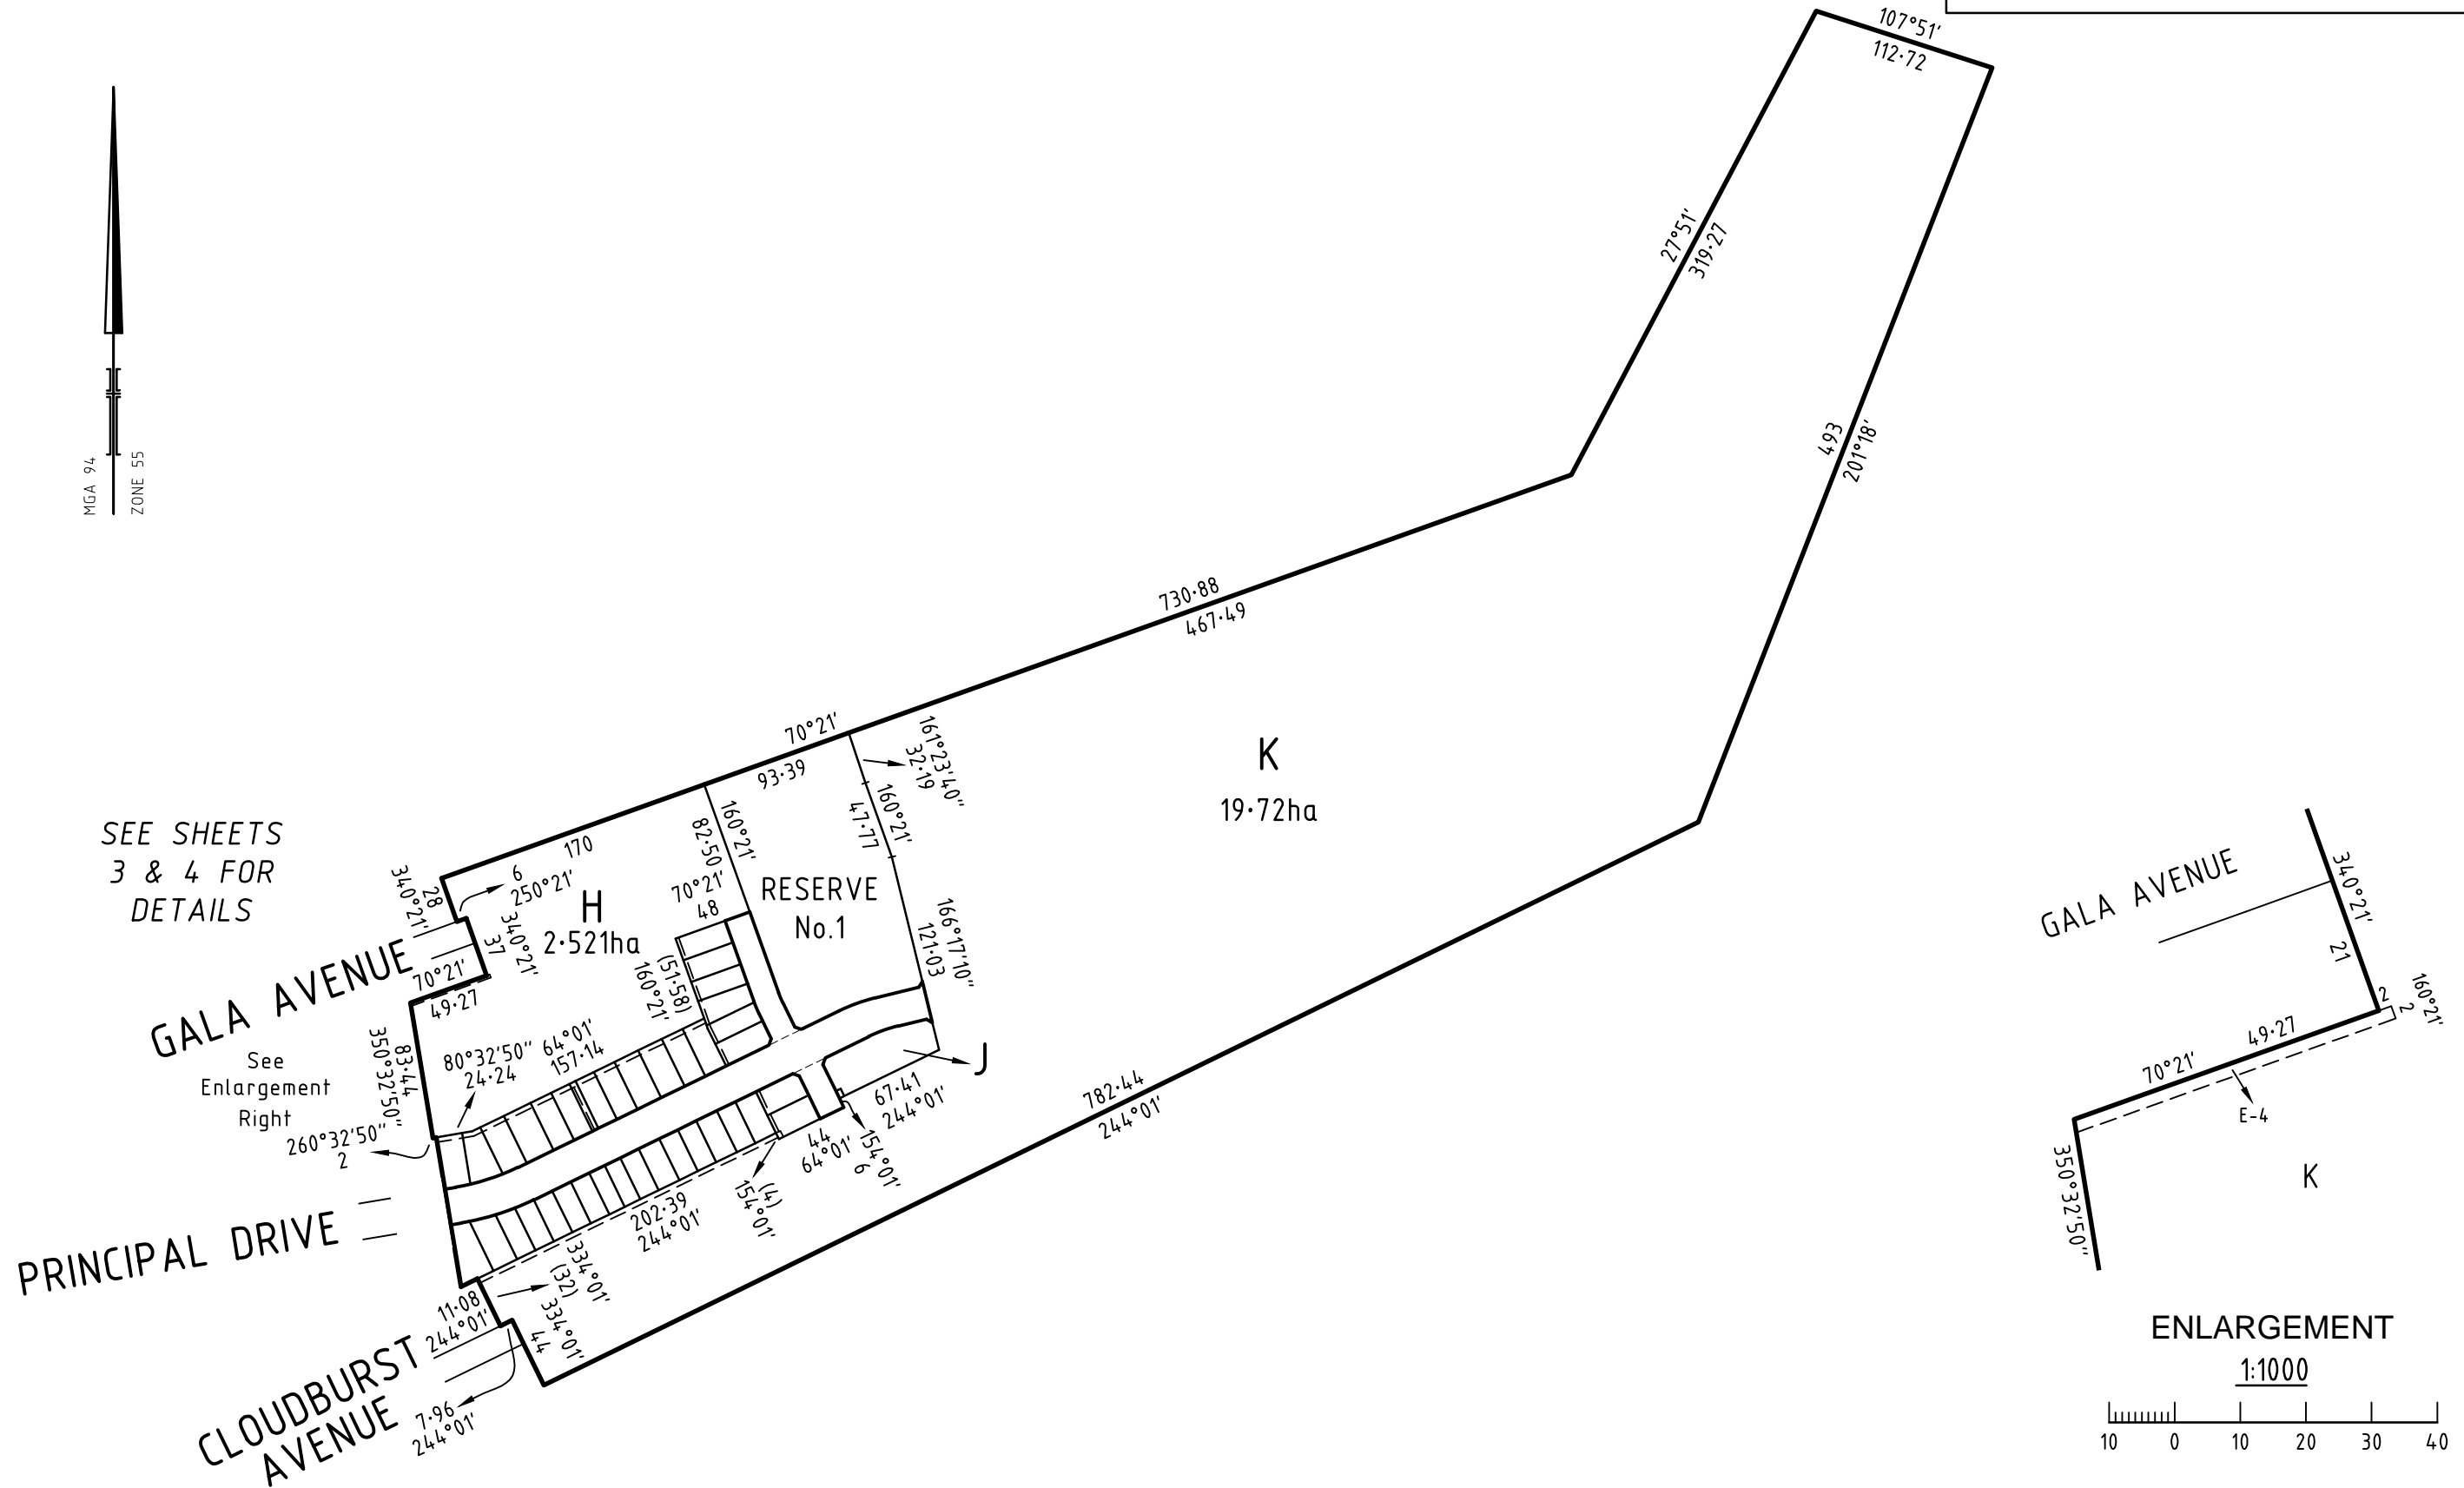 107°51'
112·72
27°51'
319·27
493
201°18'
MGA 94
ZONE 55
730·88
467·49
70°21'
93·39
161°23'40"
32·19
K
19·72ha
160°21'
47·77
160°21'
82·50
170
SEE SHEETS
3 & 4 FOR
DETAILS
6
250°21'
28
340°21'
H
2·521ha
70°21'
48
RESERVE
No.1
340°21'
37
166°17'10"
121·03
GALA AVENUE
70°21'
49·27
(51·58)
160°21'
See
Enlargement
Right
83·44
350°32'50"
80°32'50"
24·24
64°01'
157·14
J
67·41
244°01'
782·44
244°01'
260°32'50"
2
44
64°01'
154°01'
6
(4)
154°01'
202·39
244°01'
PRINCIPAL DRIVE
334°01'
(32)
11·08
244°01'
334°01'
44
CLOUDBURST
AVENUE
7·96
244°01'
GALA AVENUE
340°21'
21
2
160°21'
2
49·27
70°21'
E-4
K
350°32'50"
ENLARGEMENT
1:1000
10 0 10 20 30 40